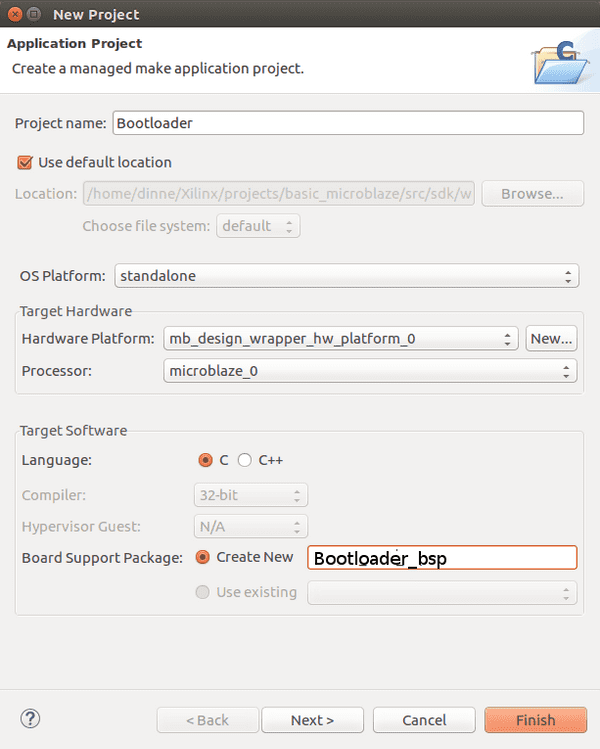 New Project
Application Project
Create a managed make application project.
C
Project name: Bootloader
Use default location
Location: /home/dinne/Xilinx/projects/basic_microblaze/src/sdk/w Browse...
Choose file system: default
OS Platform: standalone
Target Hardware
Hardware Platform: mb_design_wrapper_hw_platform_0 New...
Processor: microblaze_0
Target Software
Language: C C++
Compiler: 32-bit
Hypervisor Guest: N/A
Board Support Package: Create New Bootloader_bsp
Use existing
? < Back Next > Cancel Finish